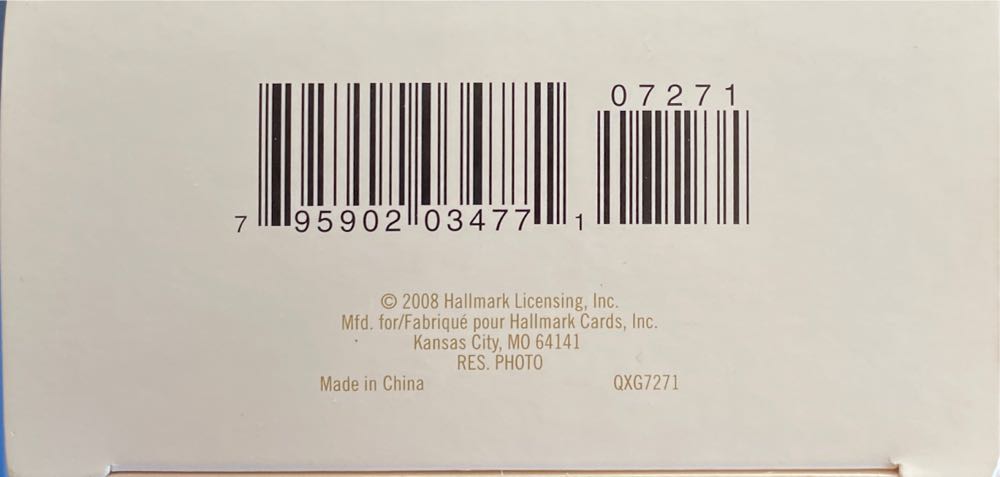 07271
7 95902 03477 1
© 2008 Hallmark Licensing, Inc.
Mfd. for/Fabriqué pour Hallmark Cards, Inc.
Kansas City, MO 64141
RES. PHOTO
Made in China QXG7271